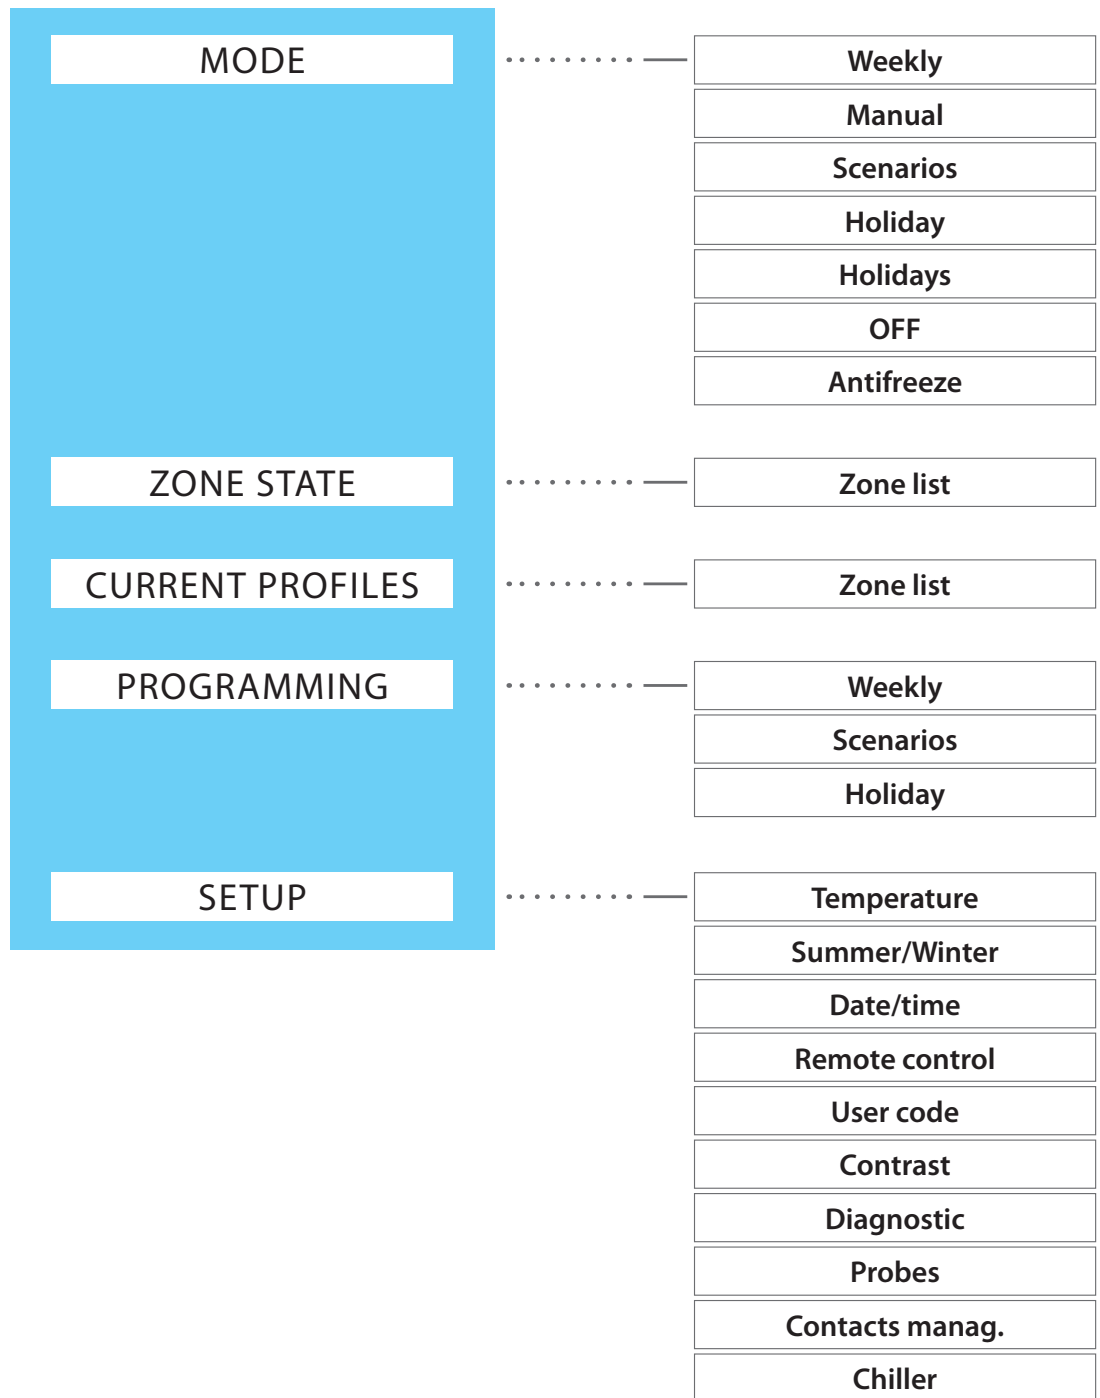 MODE
Weekly
Manual
Scenarios
Holiday
Holidays
OFF
Antifreeze
ZONE STATE
Zone list
CURRENT PROFILES
Zone list
PROGRAMMING
Weekly
Scenarios
Holiday
SETUP
Temperature
Summer/Winter
Date/time
Remote control
User code
Contrast
Diagnostic
Probes
Contacts manag.
Chiller